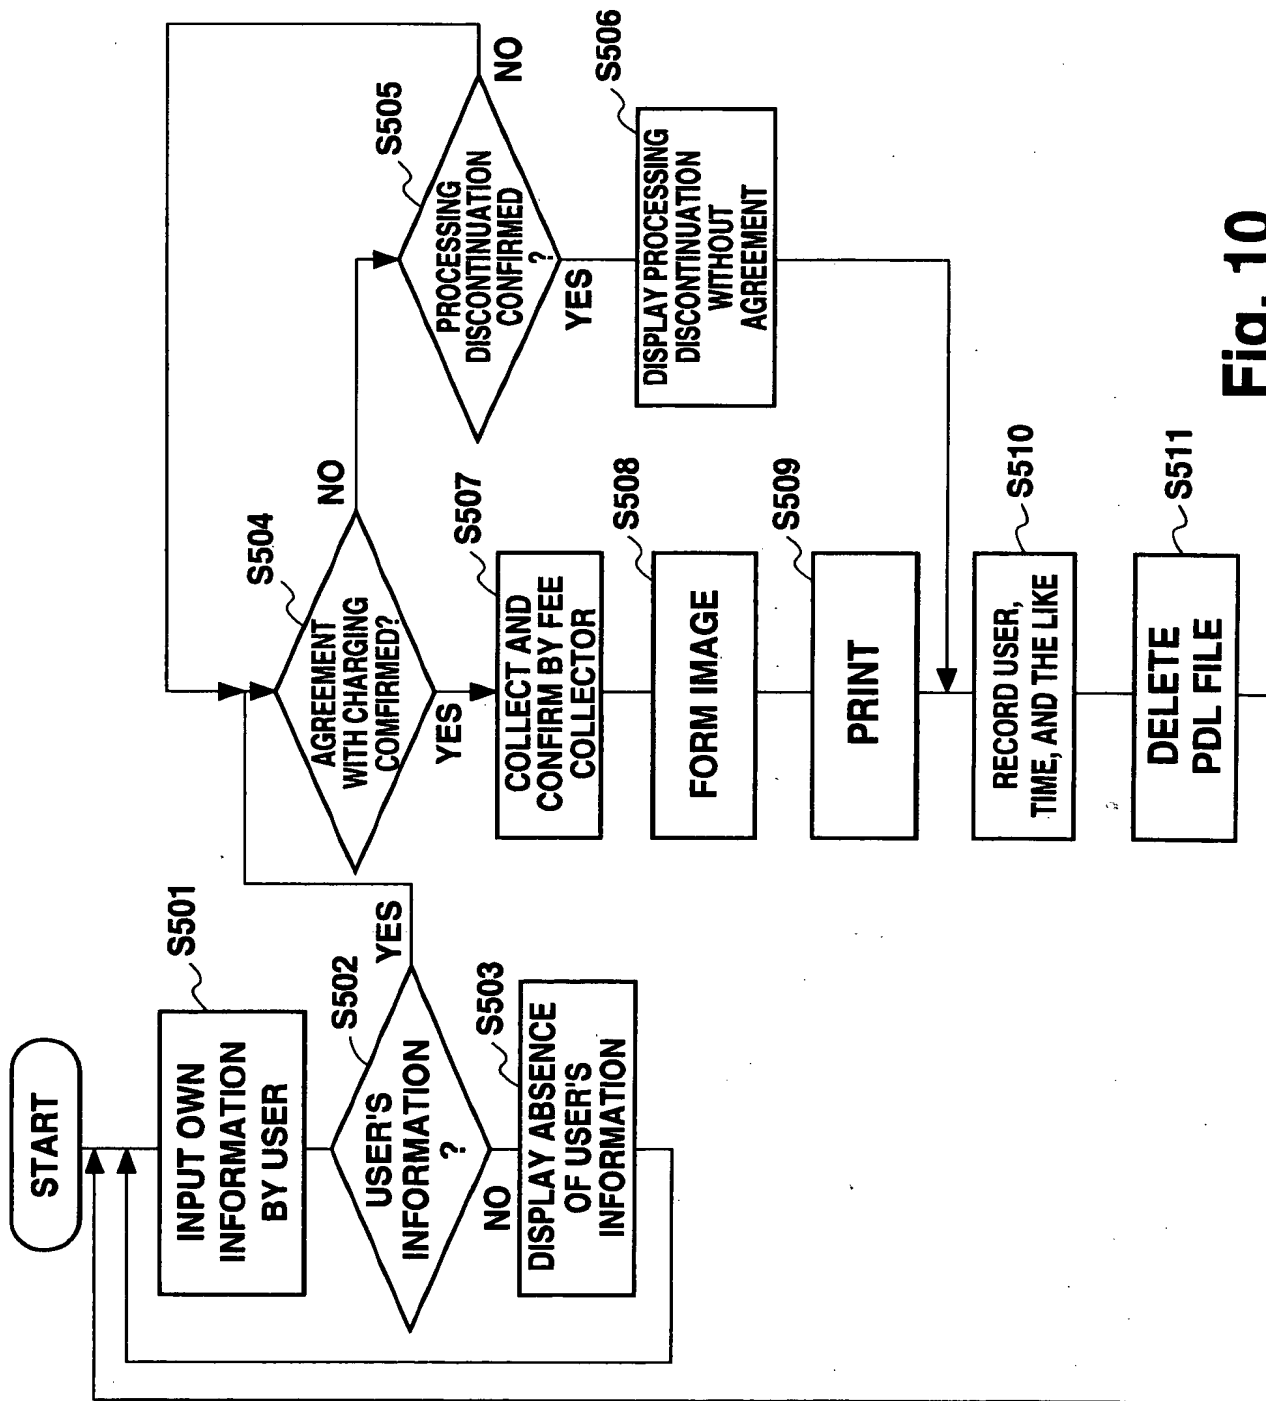 START
S501
INPUT OWN
INFORMATION
BY USER
S502
USER'S
INFORMATION
?
YES
NO
S503
DISPLAY ABSENCE
OF USER'S
INFORMATION
S504
AGREEMENT
WITH CHARGING
COMFIRMED?
NO
YES
S505
PROCESSING
DISCONTINUATION
CONFIRMED
?
NO
YES
S506
DISPLAY PROCESSING
DISCONTINUATION
WITHOUT
AGREEMENT
S507
COLLECT AND
CONFIRM BY FEE
COLLECTOR
S508
FORM IMAGE
S509
PRINT
S510
RECORD USER,
TIME, AND THE LIKE
S511
DELETE
PDL FILE
Fig. 10